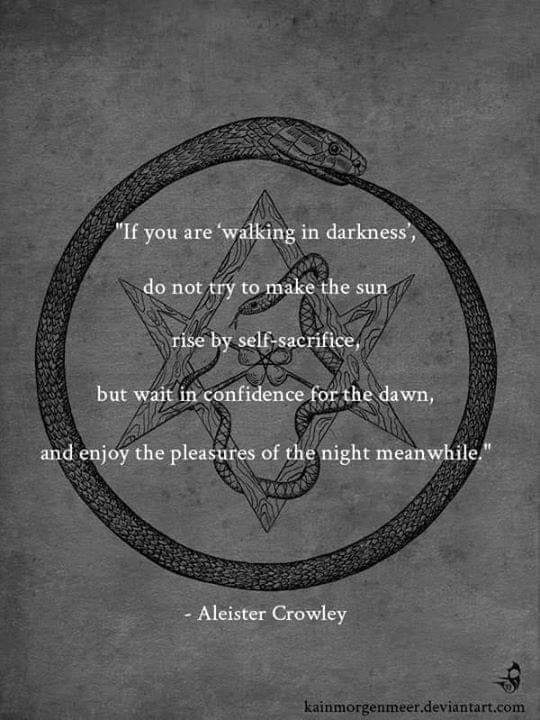 "If you are ‘walking in darkness’,
do not try to make the sun
rise by self-sacrifice,
but wait in confidence for the dawn,
and enjoy the pleasures of the night meanwhile."
- Aleister Crowley
kainmorgenmeer.deviantart.com